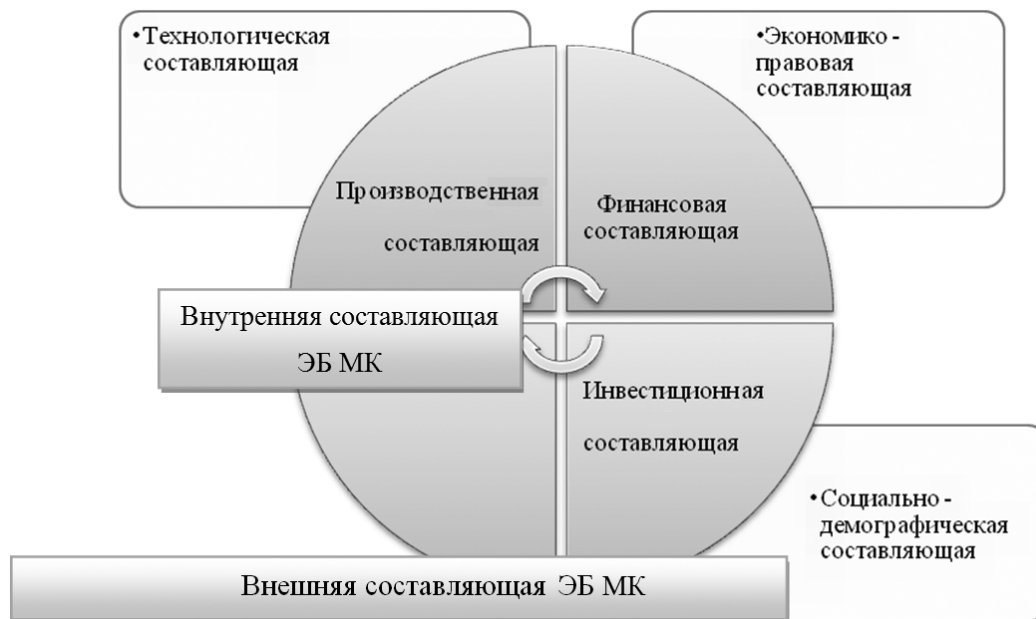 •Технологическая
составляющая
•Экономико -
правовая
составляющая
Производственная
составляющая
Финансовая
составляющая
Внутренняя составляющая
ЭБ МК
Инвестиционная
составляющая
•Социально -
демографическая
составляющая
Внешняя составляющая ЭБ МК